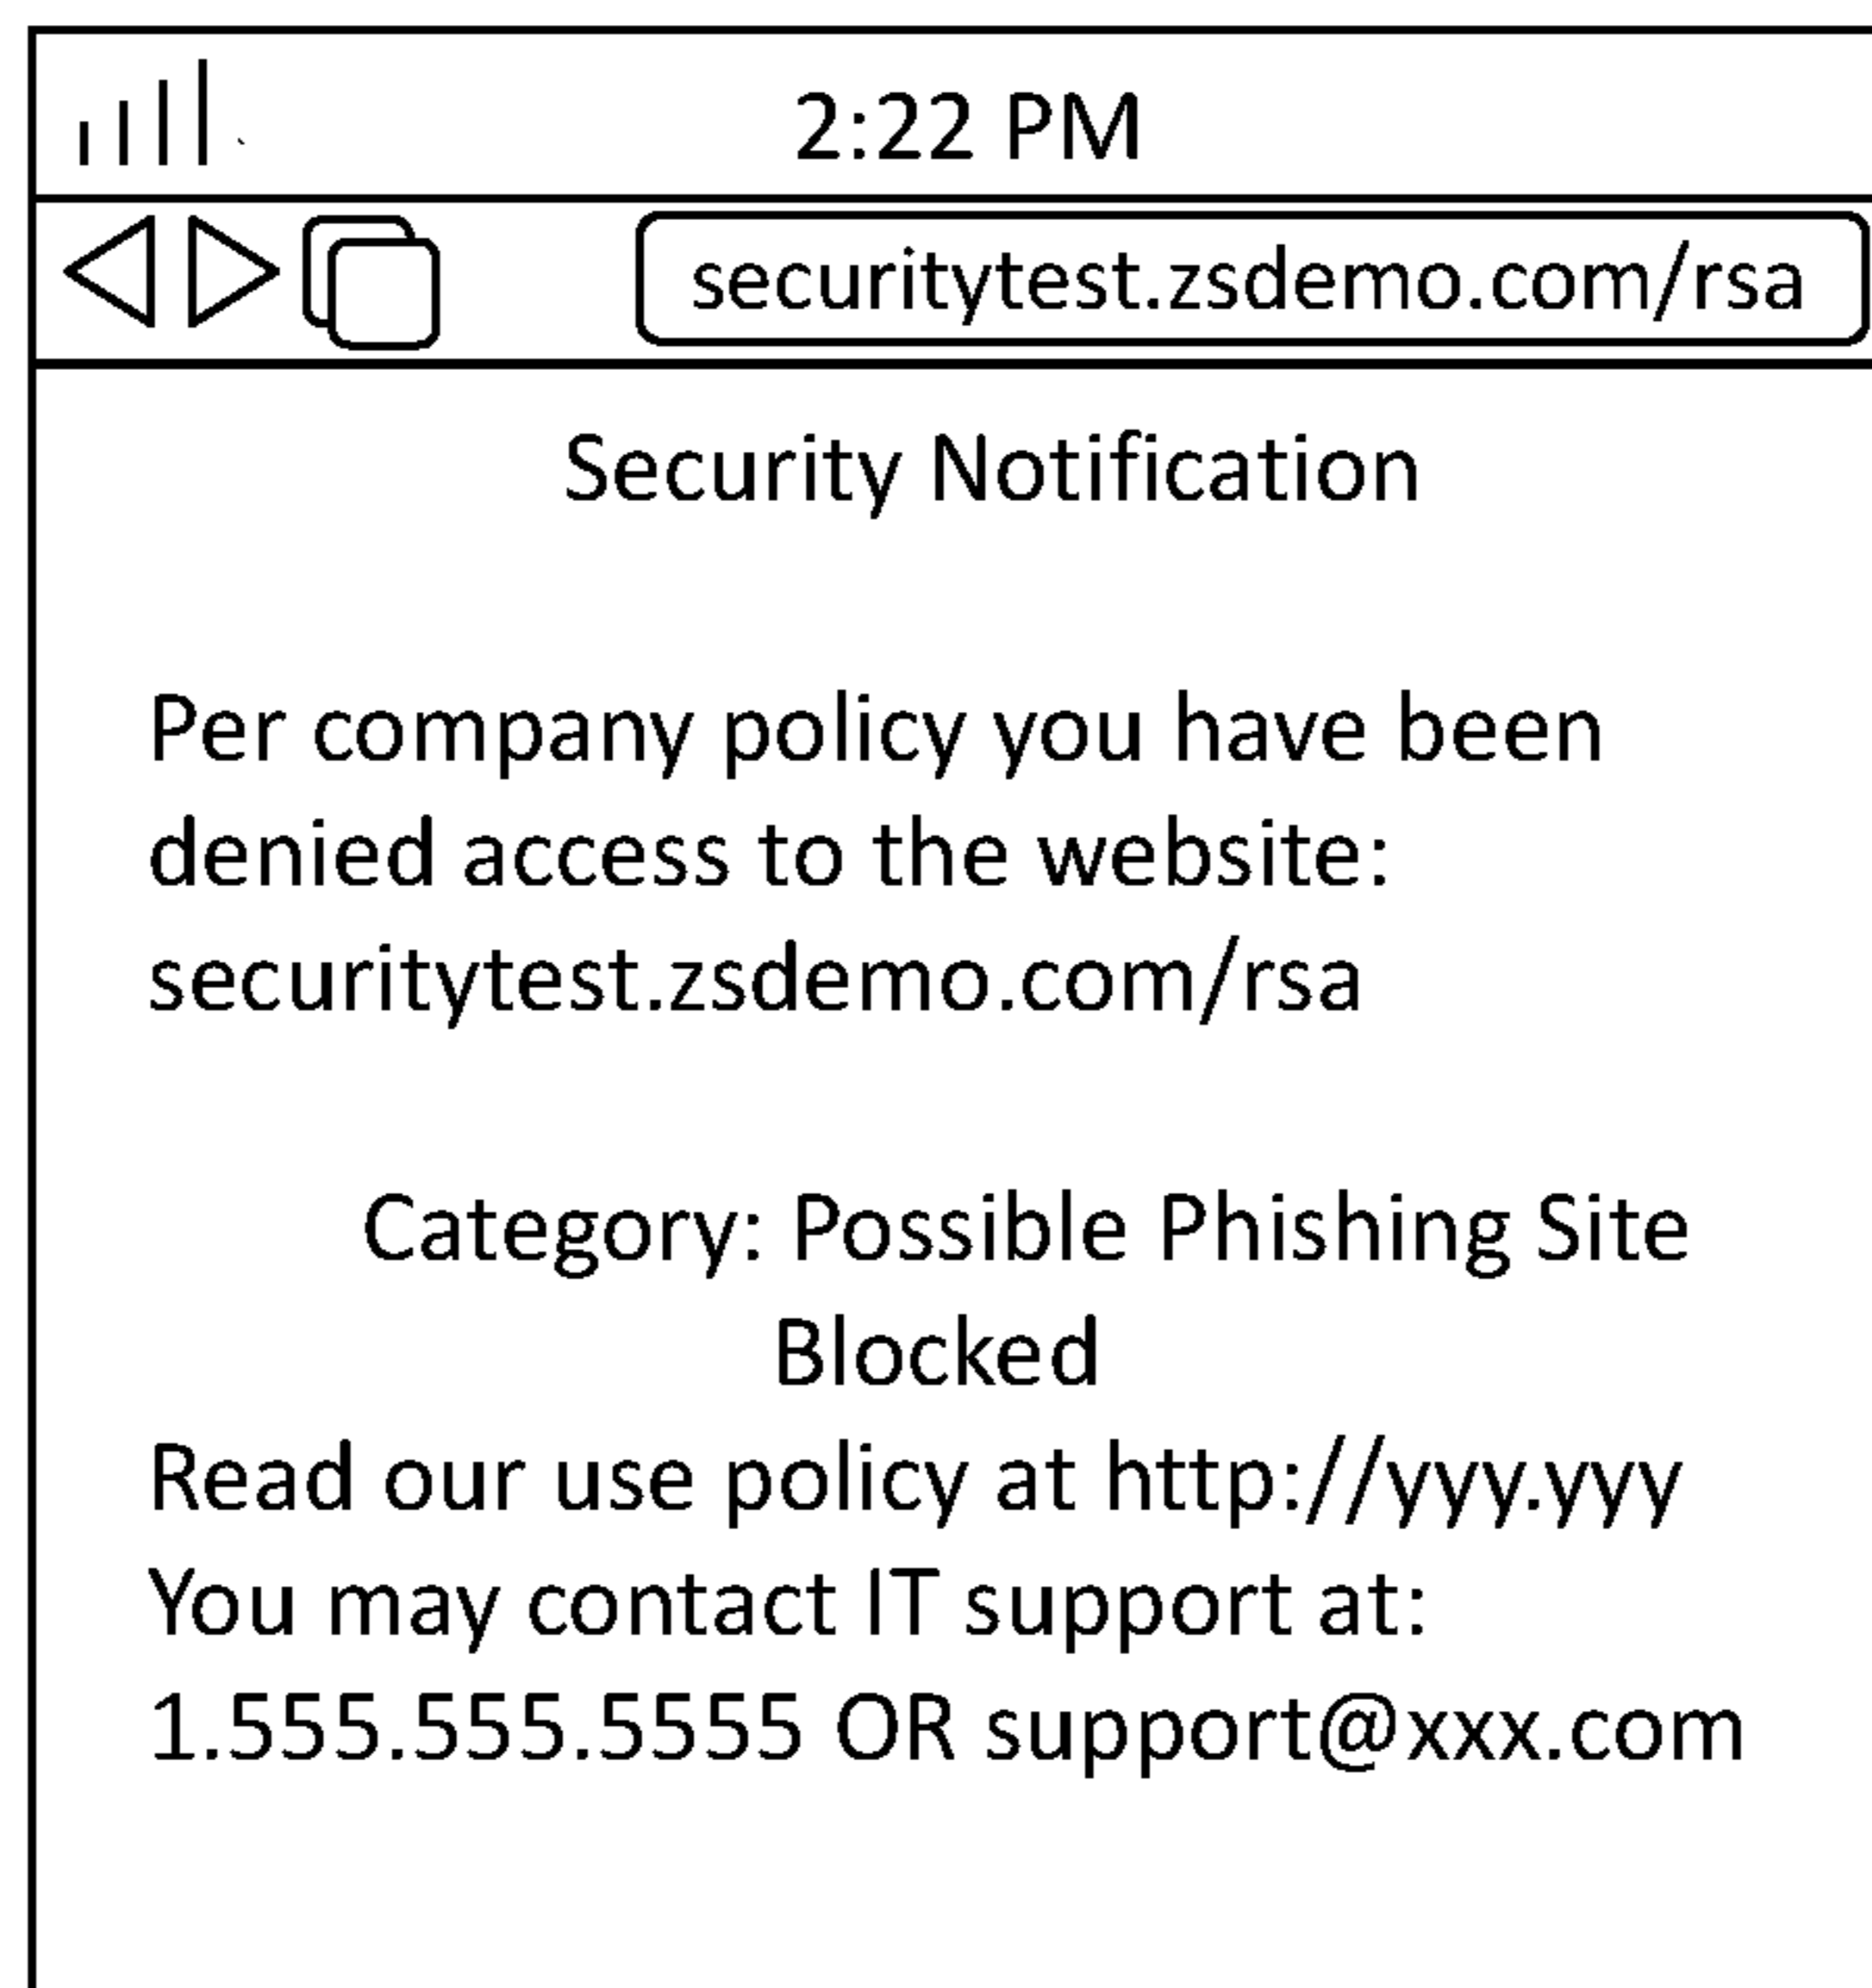 2:22 PM
securitytest.zsdemo.com/rsa
Security Notification
Per company policy you have been
denied access to the website:
securitytest.zsdemo.com/rsa
Category: Possible Phishing Site
Blocked
Read our use policy at http://yyy.yyy
You may contact IT support at:
1.555.555.5555 OR support@xxx.com